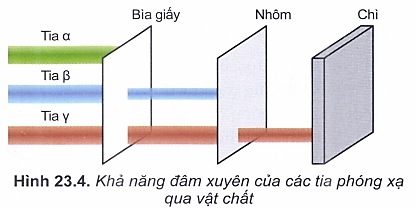 Bìa giấy Nhôm Chì
Tia α
Tia β
Tia γ
Hình 23.4. Khả năng đâm xuyên của các tia phóng xạ
qua vật chất